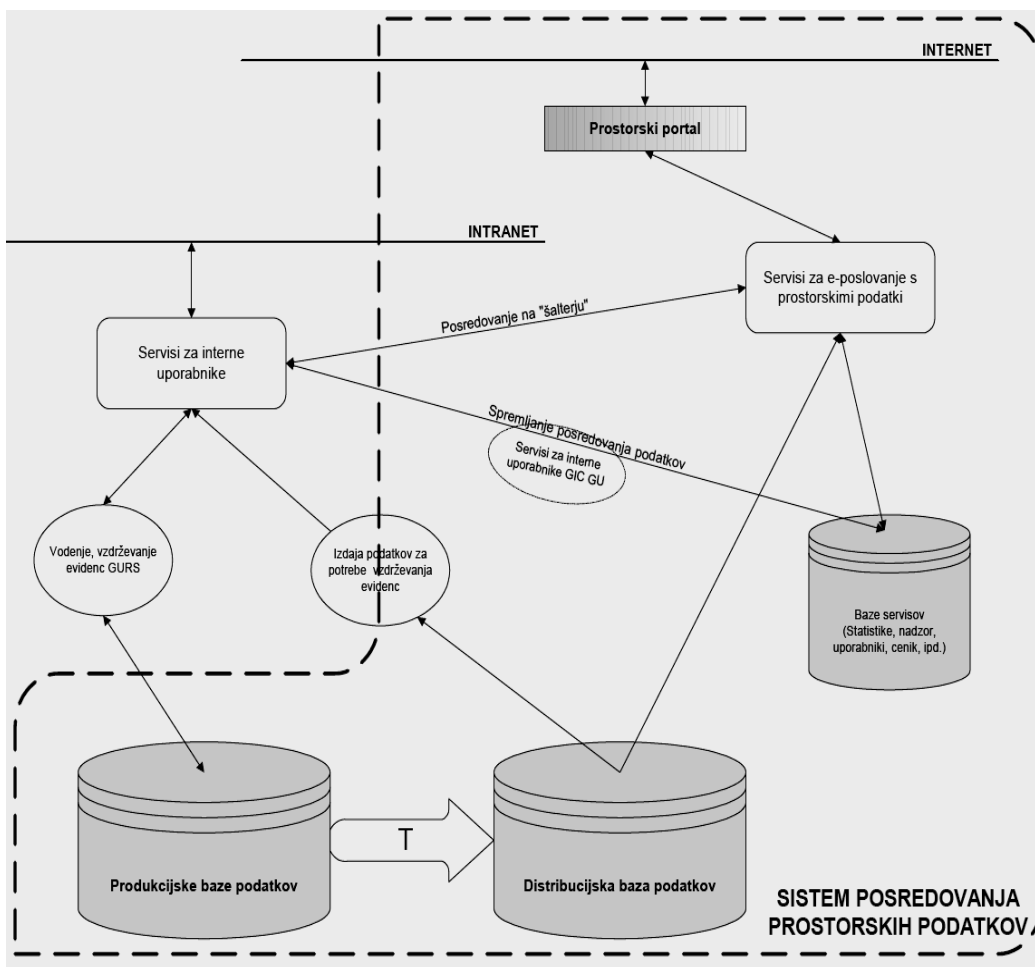 INTERNET
Prostorski portal
INTRANET
Servisi za e-poslovanje s
prostorskimi podatki
Posredovanje na "šalterju"
Servisi za interne
uporabnike
Spremljanje posredovanja podatkov
Servisi za interne
uporabnike GIC GU
Vodenje, vzdrževanje
evidenc GURS
Izdaja podatkov za
potrebe vzdrževanja
evidenc
Baze servisov
(Statistike, nadzor,
uporabniki, cenik, ipd.)
T
Produkcijske baze podatkov
Distribucijska baza podatkov
SISTEM POSREDOVANJA
PROSTORSKIH PODATKOV